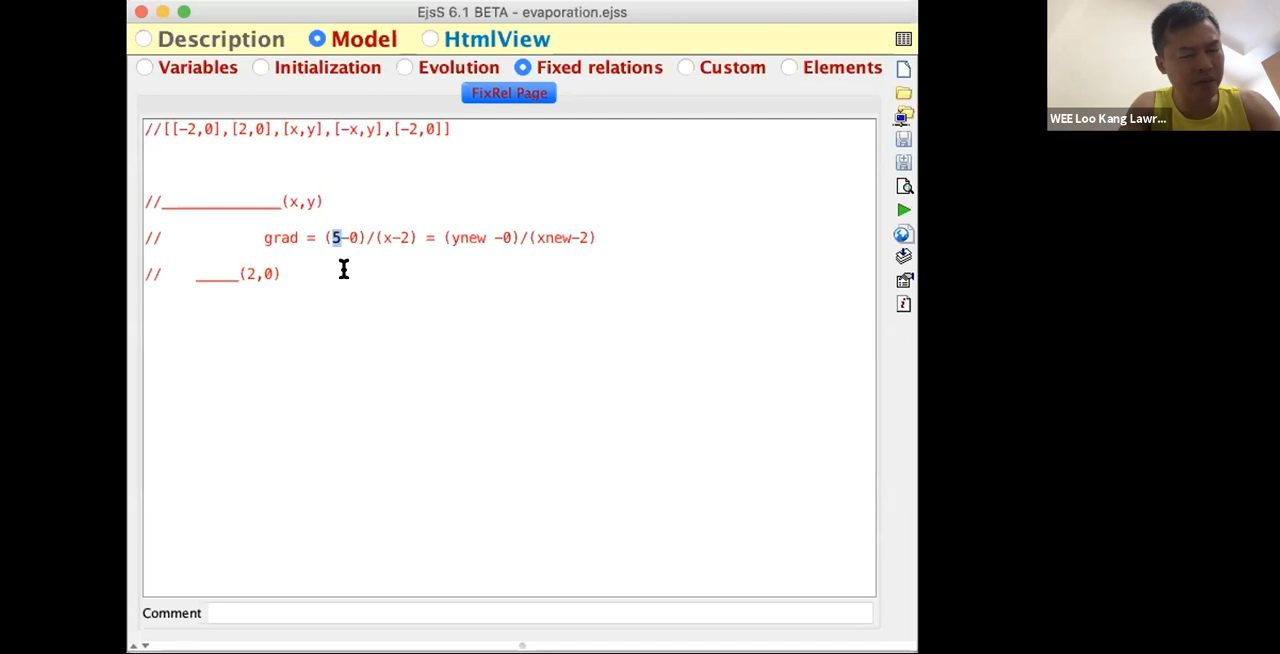 EjsS 6.1 BETA - evaporation.ejss
Description Model HtmlView
Variables Initialization Evolution Fixed relations Custom Elements
FixRel Page
//[[-2,0],[2,0],[x,y],[-x,y],[-2,0]]
//______________(x,y)
// grad = (5-0)/(x-2) = (ynew -0)/(xnew-2)
// _____(2,0)
Comment
WEE Loo Kang Lawr...